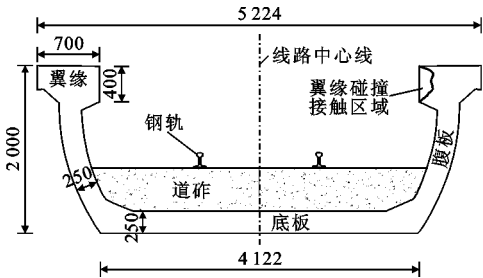 5 224
700
线路中心线
翼缘
400
翼缘碰撞
接触区域
2 000
钢轨
腹板
250
道砟
250
底板
4 122